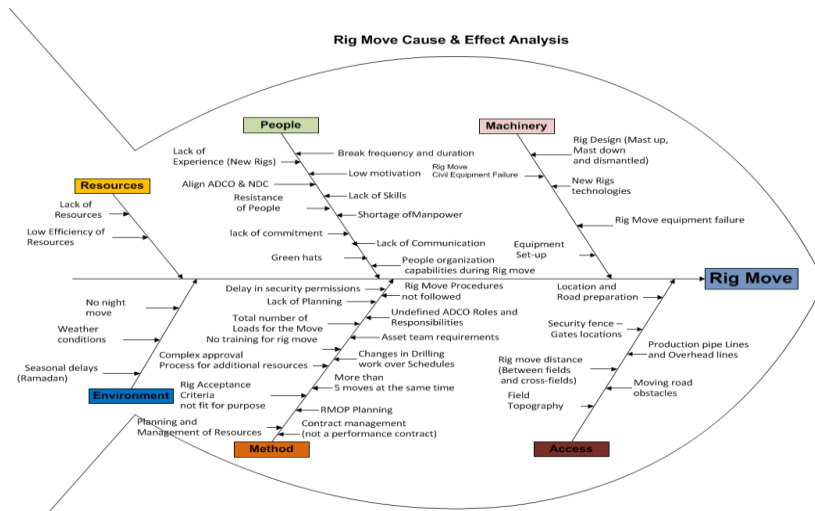 Rig Move Cause & Effect Analysis
People
Machinery
Resources
Lack of
Experience (New Rigs)
Break frequency and duration
Low motivation
Align ADCO & NDC
Lack of Skills
Resistance
of People
Shortage ofManpower
lack of commitment
Lack of Communication
Green hats
People organization
capabilities during Rig move
Rig Design (Mast up,
Mast down
and dismantled)
Rig Move
Civil Equipment Failure
New Rigs
technologies
Rig Move equipment failure
Equipment
Set-up
Lack of
Resources
Low Efficiency of
Resources
Rig Move
No night
move
Weather
conditions
Seasonal delays
(Ramadan)
Environment
Delay in security permissions
Rig Move Procedures
not followed
Lack of Planning
Undefined ADCO Roles and
Responsibilities
Total number of
Loads for the Move
No training for rig move
Asset team requirements
Complex approval
Process for additional resources
Changes in Drilling
work over Schedules
Rig Acceptance
Criteria
not fit for purpose
More than
5 moves at the same time
RMOP Planning
Planning and
Management of Resources
Contract management
(not a performance contract)
Method
Location and
Road preparation
Security fence –
Gates locations
Production pipe Lines
and Overhead lines
Rig move distance
(Between fields
and cross-fields)
Moving road
obstacles
Field
Topography
Access